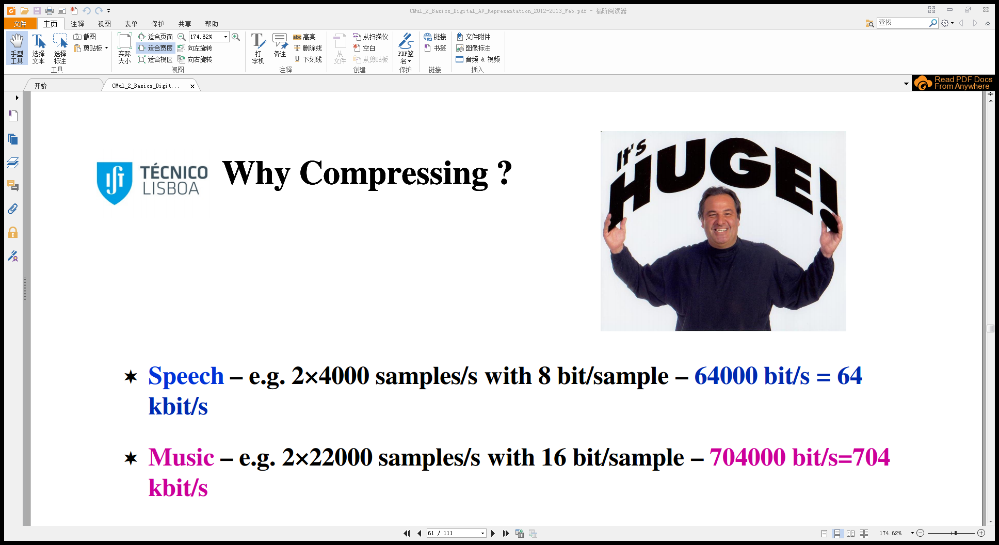 CMul_2_Basics_Digital_AV_Representation_2012-2013_Web.pdf - 福昕阅读器
文件 主页 注释 视图 表单 保护 共享 帮助 查找
手型工具
选择文本
选择标注
截图
剪贴板
工具
实际大小
适合页面
适合宽度
适合视区
174.62%
向左旋转
向右旋转
视图
打字机
备注
abc 高亮
删除线
U 下划线
注释
从文件
从扫描仪
空白
从剪贴板
创建
PDF签名
保护
链接
书签
链接
文件附件
图像标注
音频 & 视频
插入
开始
CMul_2_Basics_Digit...
Read PDF Docs
From Anywhere
TÉCNICO
LISBOA
Why Compressing ?
It's
HUGE!
Speech – e.g. 2×4000 samples/s with 8 bit/sample – 64000 bit/s = 64
kbit/s
Music – e.g. 2×22000 samples/s with 16 bit/sample – 704000 bit/s=704
kbit/s
61 / 111
174.62%